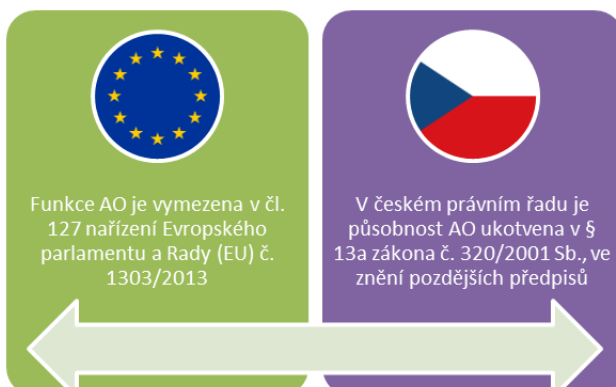 Funkce AO je vymezena v čl.
127 nařízení Evropského
parlamentu a Rady (EU) č.
1303/2013
V českém právním řadu je
působnost AO ukotvena v §
13a zákona č. 320/2001 Sb., ve
znění pozdějších předpisů